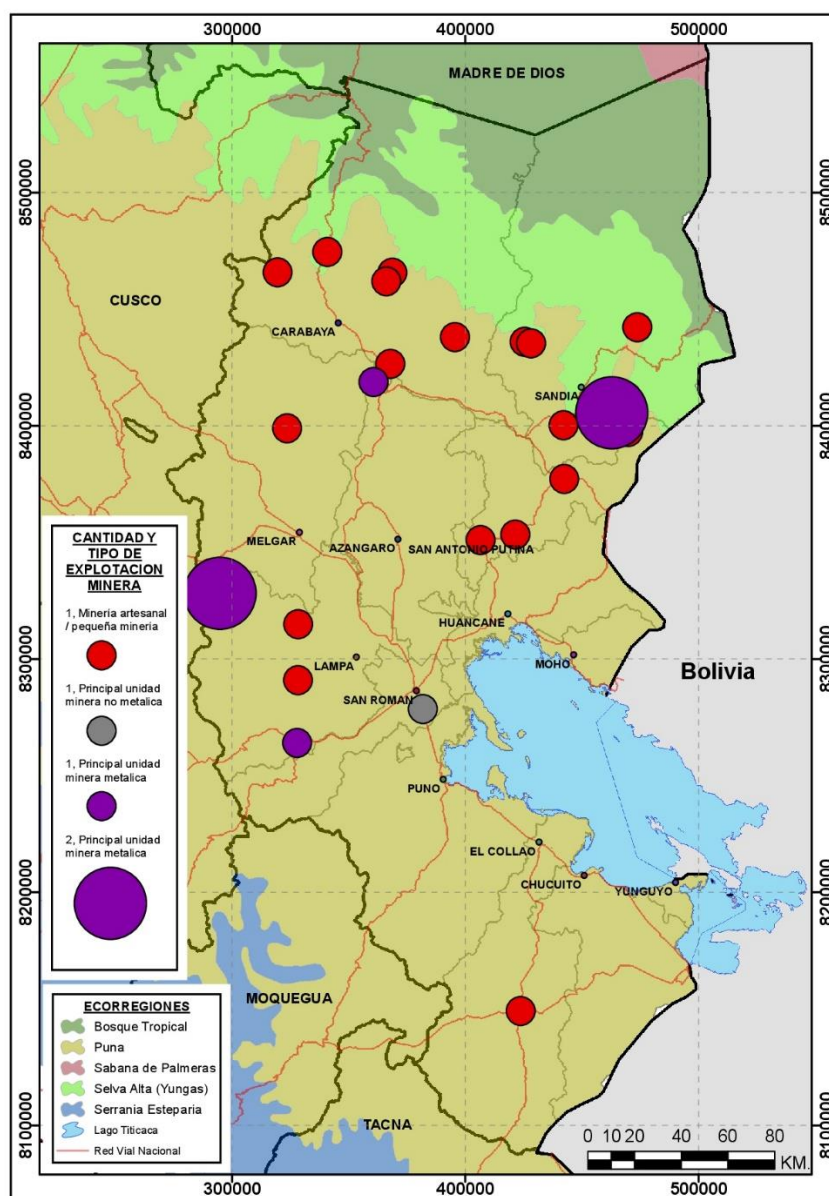 300000
400000
500000
MADRE DE DIOS
8500000
8500000
CUSCO
CARABAYA
SANDIA
8400000
8400000
MELGAR
AZANGARO
SAN ANTONIO PUTINA
HUANCANE
8300000
8300000
LAMPA
MOHO
SAN ROMAN
Bolivia
PUNO
EL COLLAO
CHUCUITO
YUNGUYO
8200000
8200000
MOQUEGUA
TACNA
8100000
8100000
CANTIDAD Y
TIPO DE
EXPLOTACION
MINERA
1, Mineria artesanal
/ pequeña mineria
1, Principal unidad
minera no metalica
1, Principal unidad
minera metalica
2, Principal unidad
minera metalica
ECORREGIONES
Bosque Tropical
Puna
Sabana de Palmeras
Selva Alta (Yungas)
Serrania Esteparia
Lago Titicaca
Red Vial Nacional
0 10 20 40 60 80
KM.
300000
400000
500000